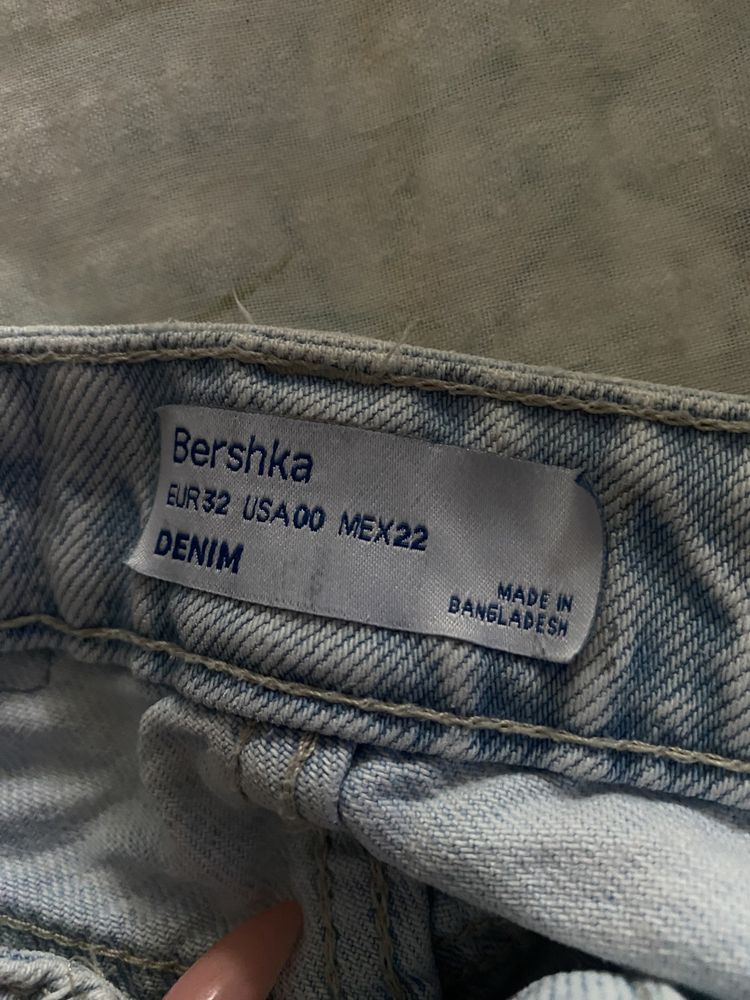 Bershka
EUR32 USA00 MEX22
DENIM
MADE IN
BANGLADESH